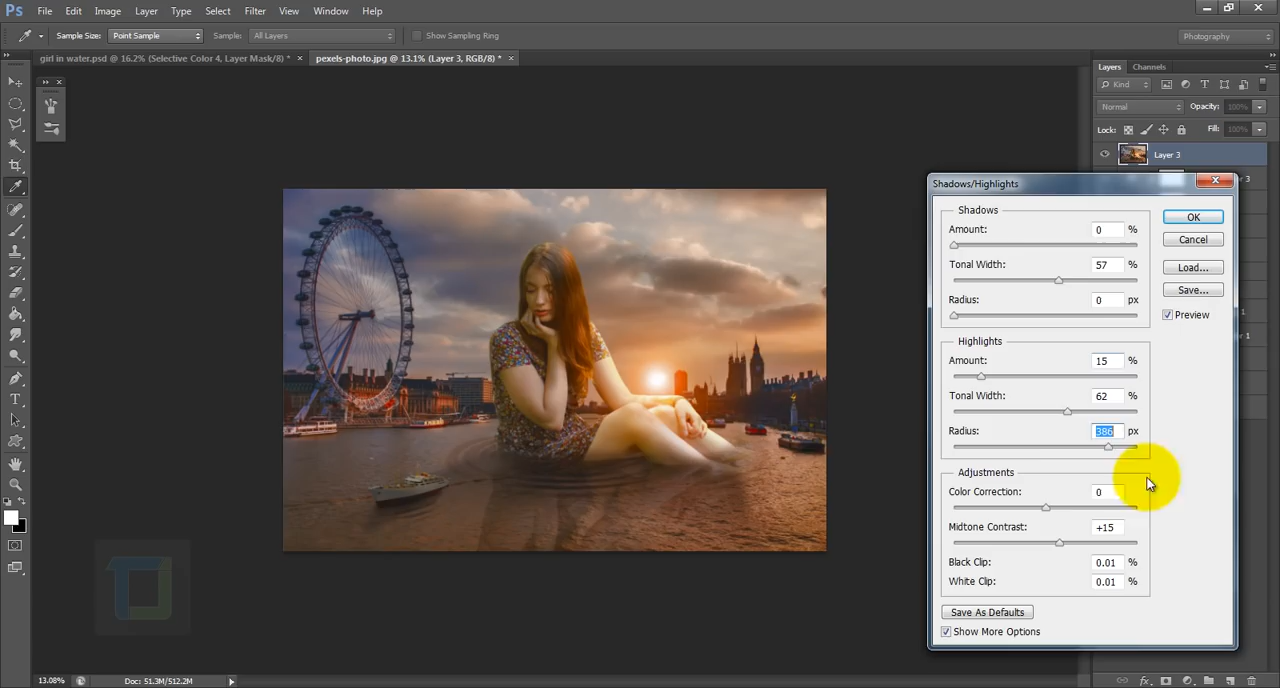 Ps File Edit Image Layer Type Select Filter View Window Help
Sample Size: Point Sample Sample: All Layers Show Sampling Ring Photography
girl in water.psd @ 16.2% (Selective Color 4, Layer Mask/8) * × pexels-photo.jpg @ 13.1% (Layer 3, RGB/8) * ×
Layers Channels
Kind
Normal Opacity: 100%
Lock: Fill: 100%
Layer 3
Shadows/Highlights
Shadows
Amount: 0 %
Tonal Width: 57 %
Radius: 0 px
Highlights
Amount: 15 %
Tonal Width: 62 %
Radius: 386 px
Adjustments
Color Correction: 0
Midtone Contrast: +15
Black Clip: 0.01 %
White Clip: 0.01 %
Save As Defaults
Show More Options
OK
Cancel
Load...
Save...
Preview
13.08% Doc: 51.3M/512.2M